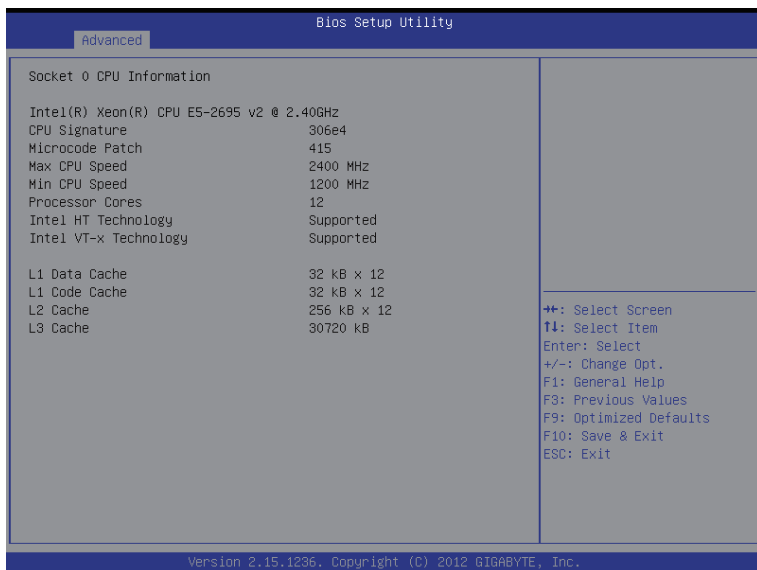 Bios Setup Utility
Advanced
Socket 0 CPU Information
Intel(R) Xeon(R) CPU E5-2695 v2 @ 2.40GHz
CPU Signature 306e4
Microcode Patch 415
Max CPU Speed 2400 MHz
Min CPU Speed 1200 MHz
Processor Cores 12
Intel HT Technology Supported
Intel VT-x Technology Supported
L1 Data Cache 32 kB x 12
L1 Code Cache 32 kB x 12
L2 Cache 256 kB x 12
L3 Cache 30720 kB
→←: Select Screen
↑↓: Select Item
Enter: Select
+/-: Change Opt.
F1: General Help
F3: Previous Values
F9: Optimized Defaults
F10: Save & Exit
ESC: Exit
Version 2.15.1236. Copyright (C) 2012 GIGABYTE, Inc.